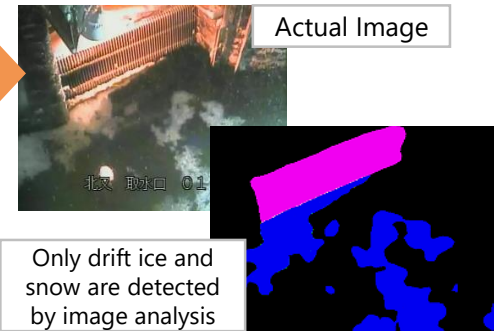 Actual Image
北又 取水口 01
Only drift ice and
snow are detected
by image analysis